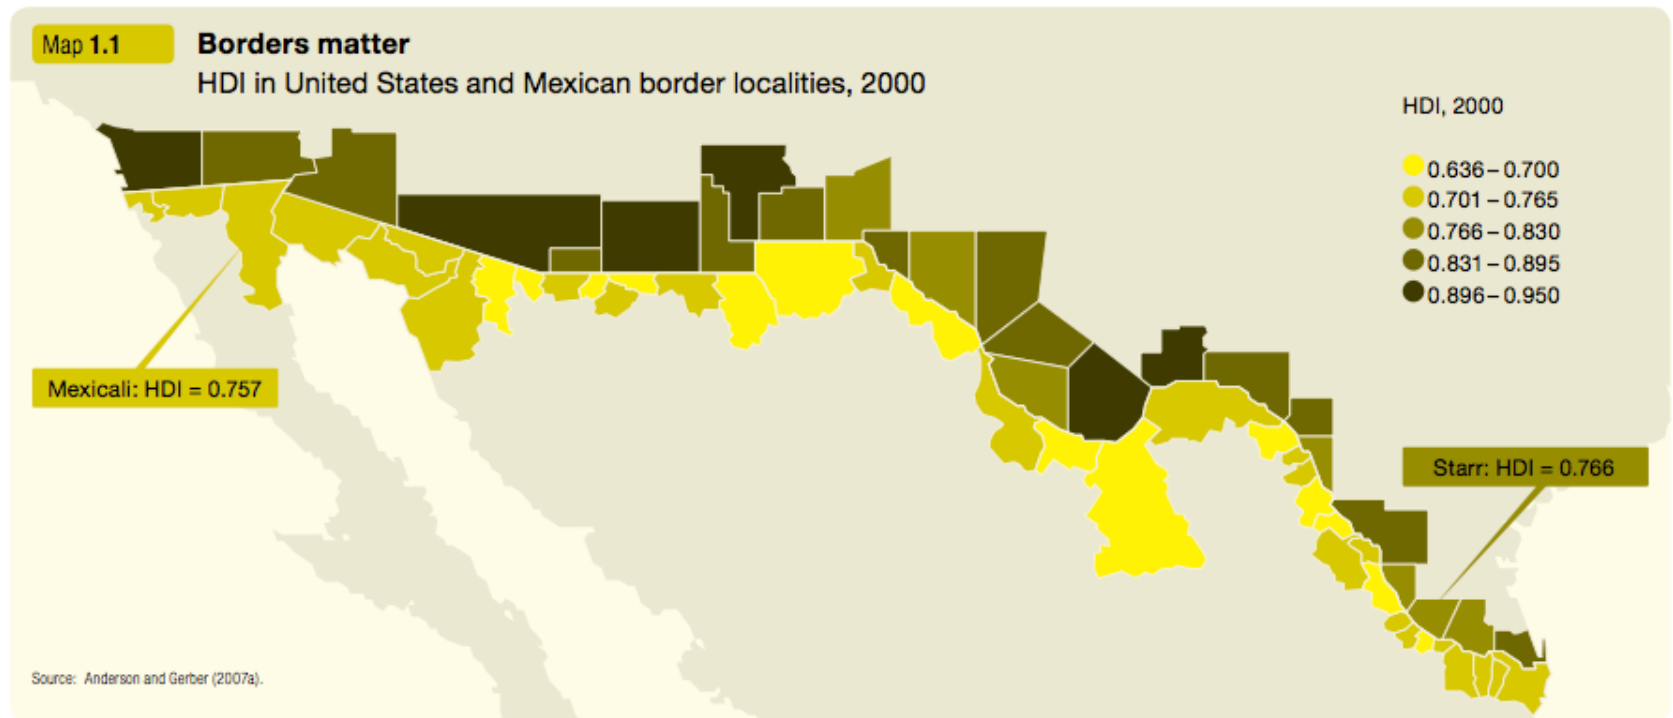 Map 1.1
Borders matter
HDI in United States and Mexican border localities, 2000
HDI, 2000
0.636 – 0.700
0.701 – 0.765
0.766 – 0.830
0.831 – 0.895
0.896 – 0.950
Mexicali: HDI = 0.757
Starr: HDI = 0.766
Source: Anderson and Gerber (2007a).